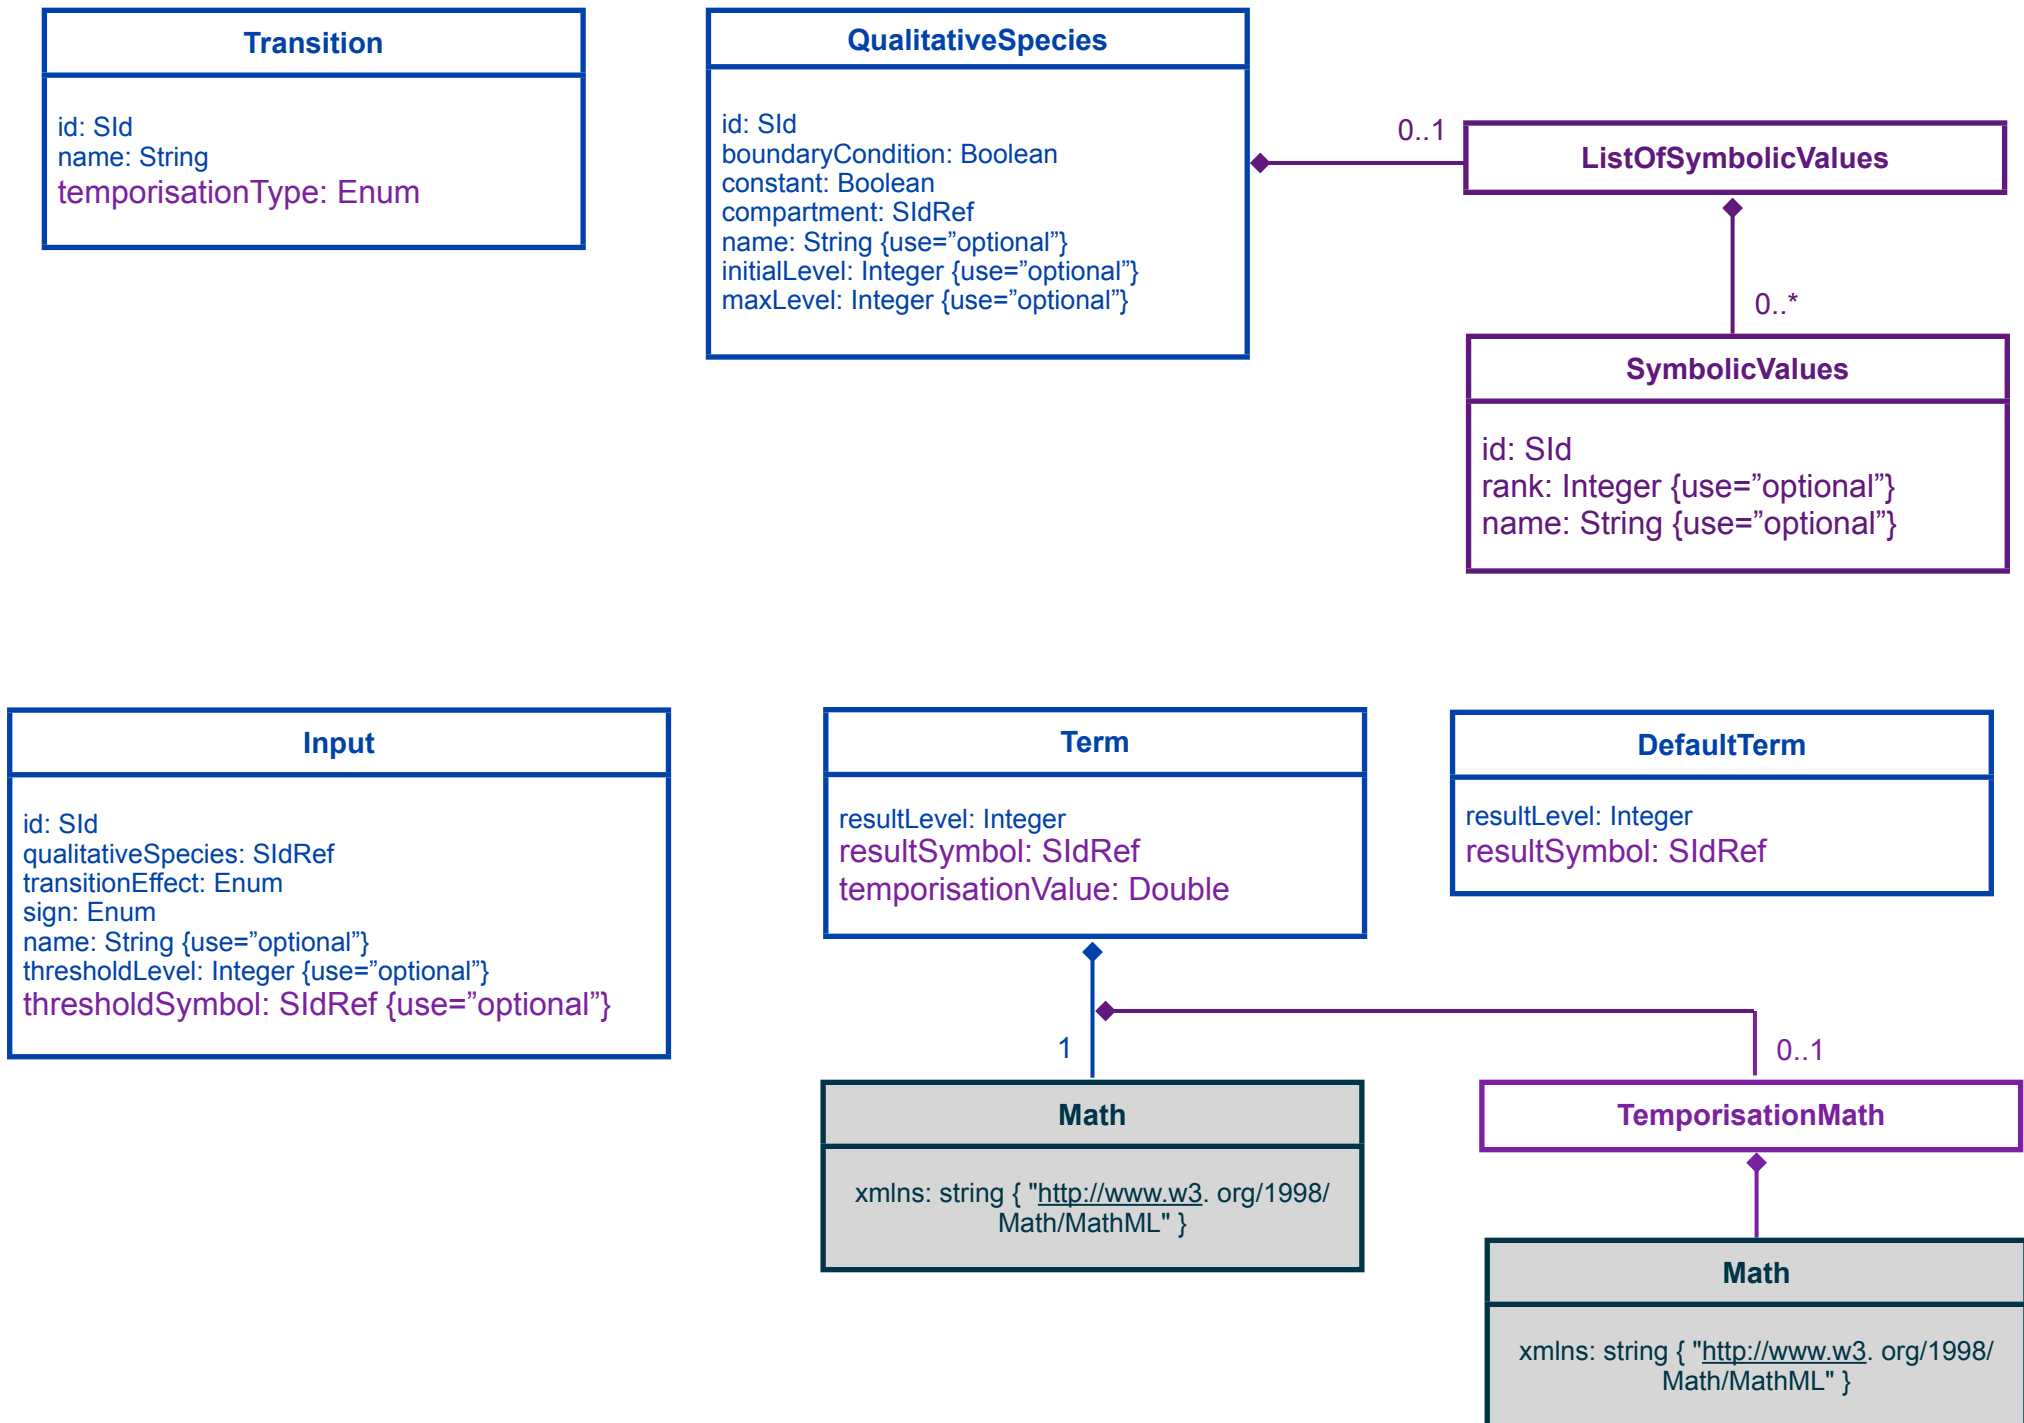 Transition
id: SId
name: String
temporisationType: Enum
QualitativeSpecies
id: SId
boundaryCondition: Boolean
constant: Boolean
compartment: SIdRef
name: String {use=”optional”}
initialLevel: Integer {use=”optional”}
maxLevel: Integer {use=”optional”}
0..1
ListOfSymbolicValues
0..*
SymbolicValues
id: SId
rank: Integer {use=”optional”}
name: String {use=”optional”}
Input
id: SId
qualitativeSpecies: SIdRef
transitionEffect: Enum
sign: Enum
name: String {use=”optional”}
thresholdLevel: Integer {use=”optional”}
thresholdSymbol: SIdRef {use=”optional”}
Term
resultLevel: Integer
resultSymbol: SIdRef
temporisationValue: Double
DefaultTerm
resultLevel: Integer
resultSymbol: SIdRef
1
0..1
Math
xmlns: string { "http://www.w3. org/1998/
Math/MathML" }
TemporisationMath
Math
xmlns: string { "http://www.w3. org/1998/
Math/MathML" }